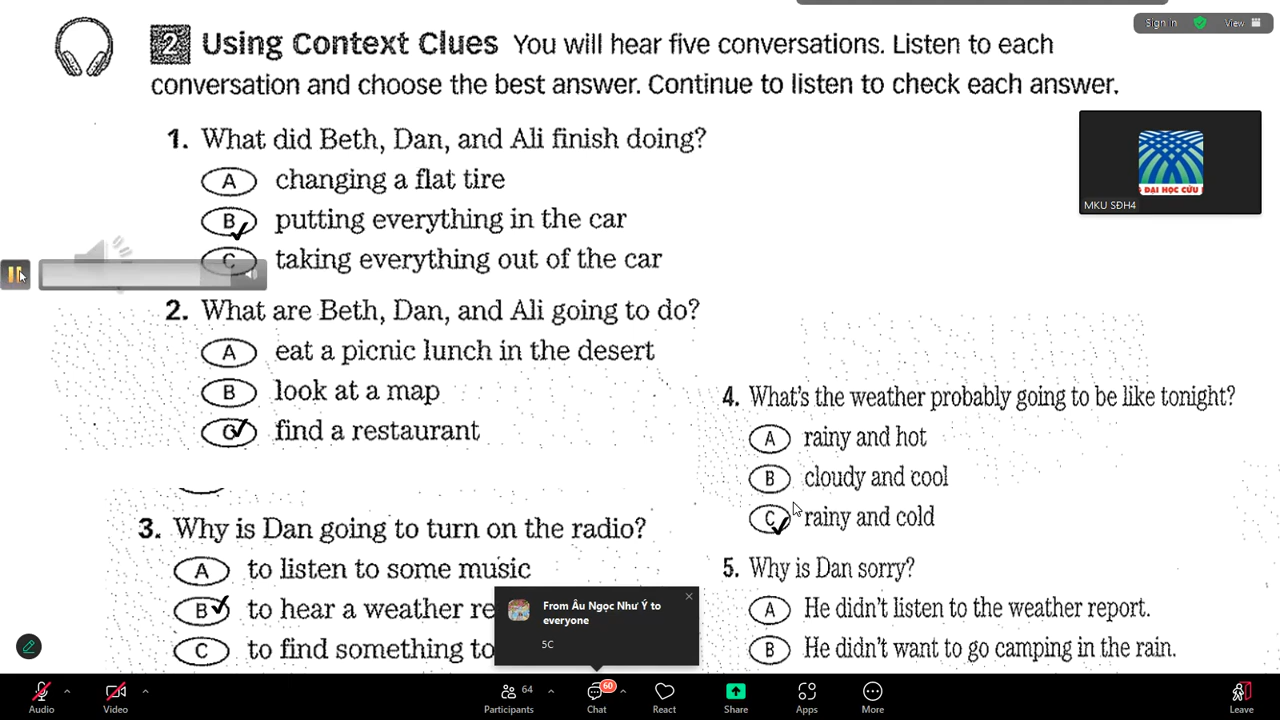 Sign in
View
2 Using Context Clues You will hear five conversations. Listen to each
conversation and choose the best answer. Continue to listen to check each answer.
1. What did Beth, Dan, and Ali finish doing?
A changing a flat tire
B putting everything in the car
C taking everything out of the car
ĐẠI HỌC CỬU
MKU SĐH4
2. What are Beth, Dan, and Ali going to do?
A eat a picnic lunch in the desert
B look at a map
C find a restaurant
3. Why is Dan going to turn on the radio?
A to listen to some music
B to hear a weather re
C to find something to
4. What's the weather probably going to be like tonight?
A rainy and hot
B cloudy and cool
C rainy and cold
5. Why is Dan sorry?
A He didn't listen to the weather report.
B He didn't want to go camping in the rain.
From Âu Ngọc Như Ý to
everyone
5C
Audio
Video
Participants
64
Chat
60
React
Share
Apps
More
Leave